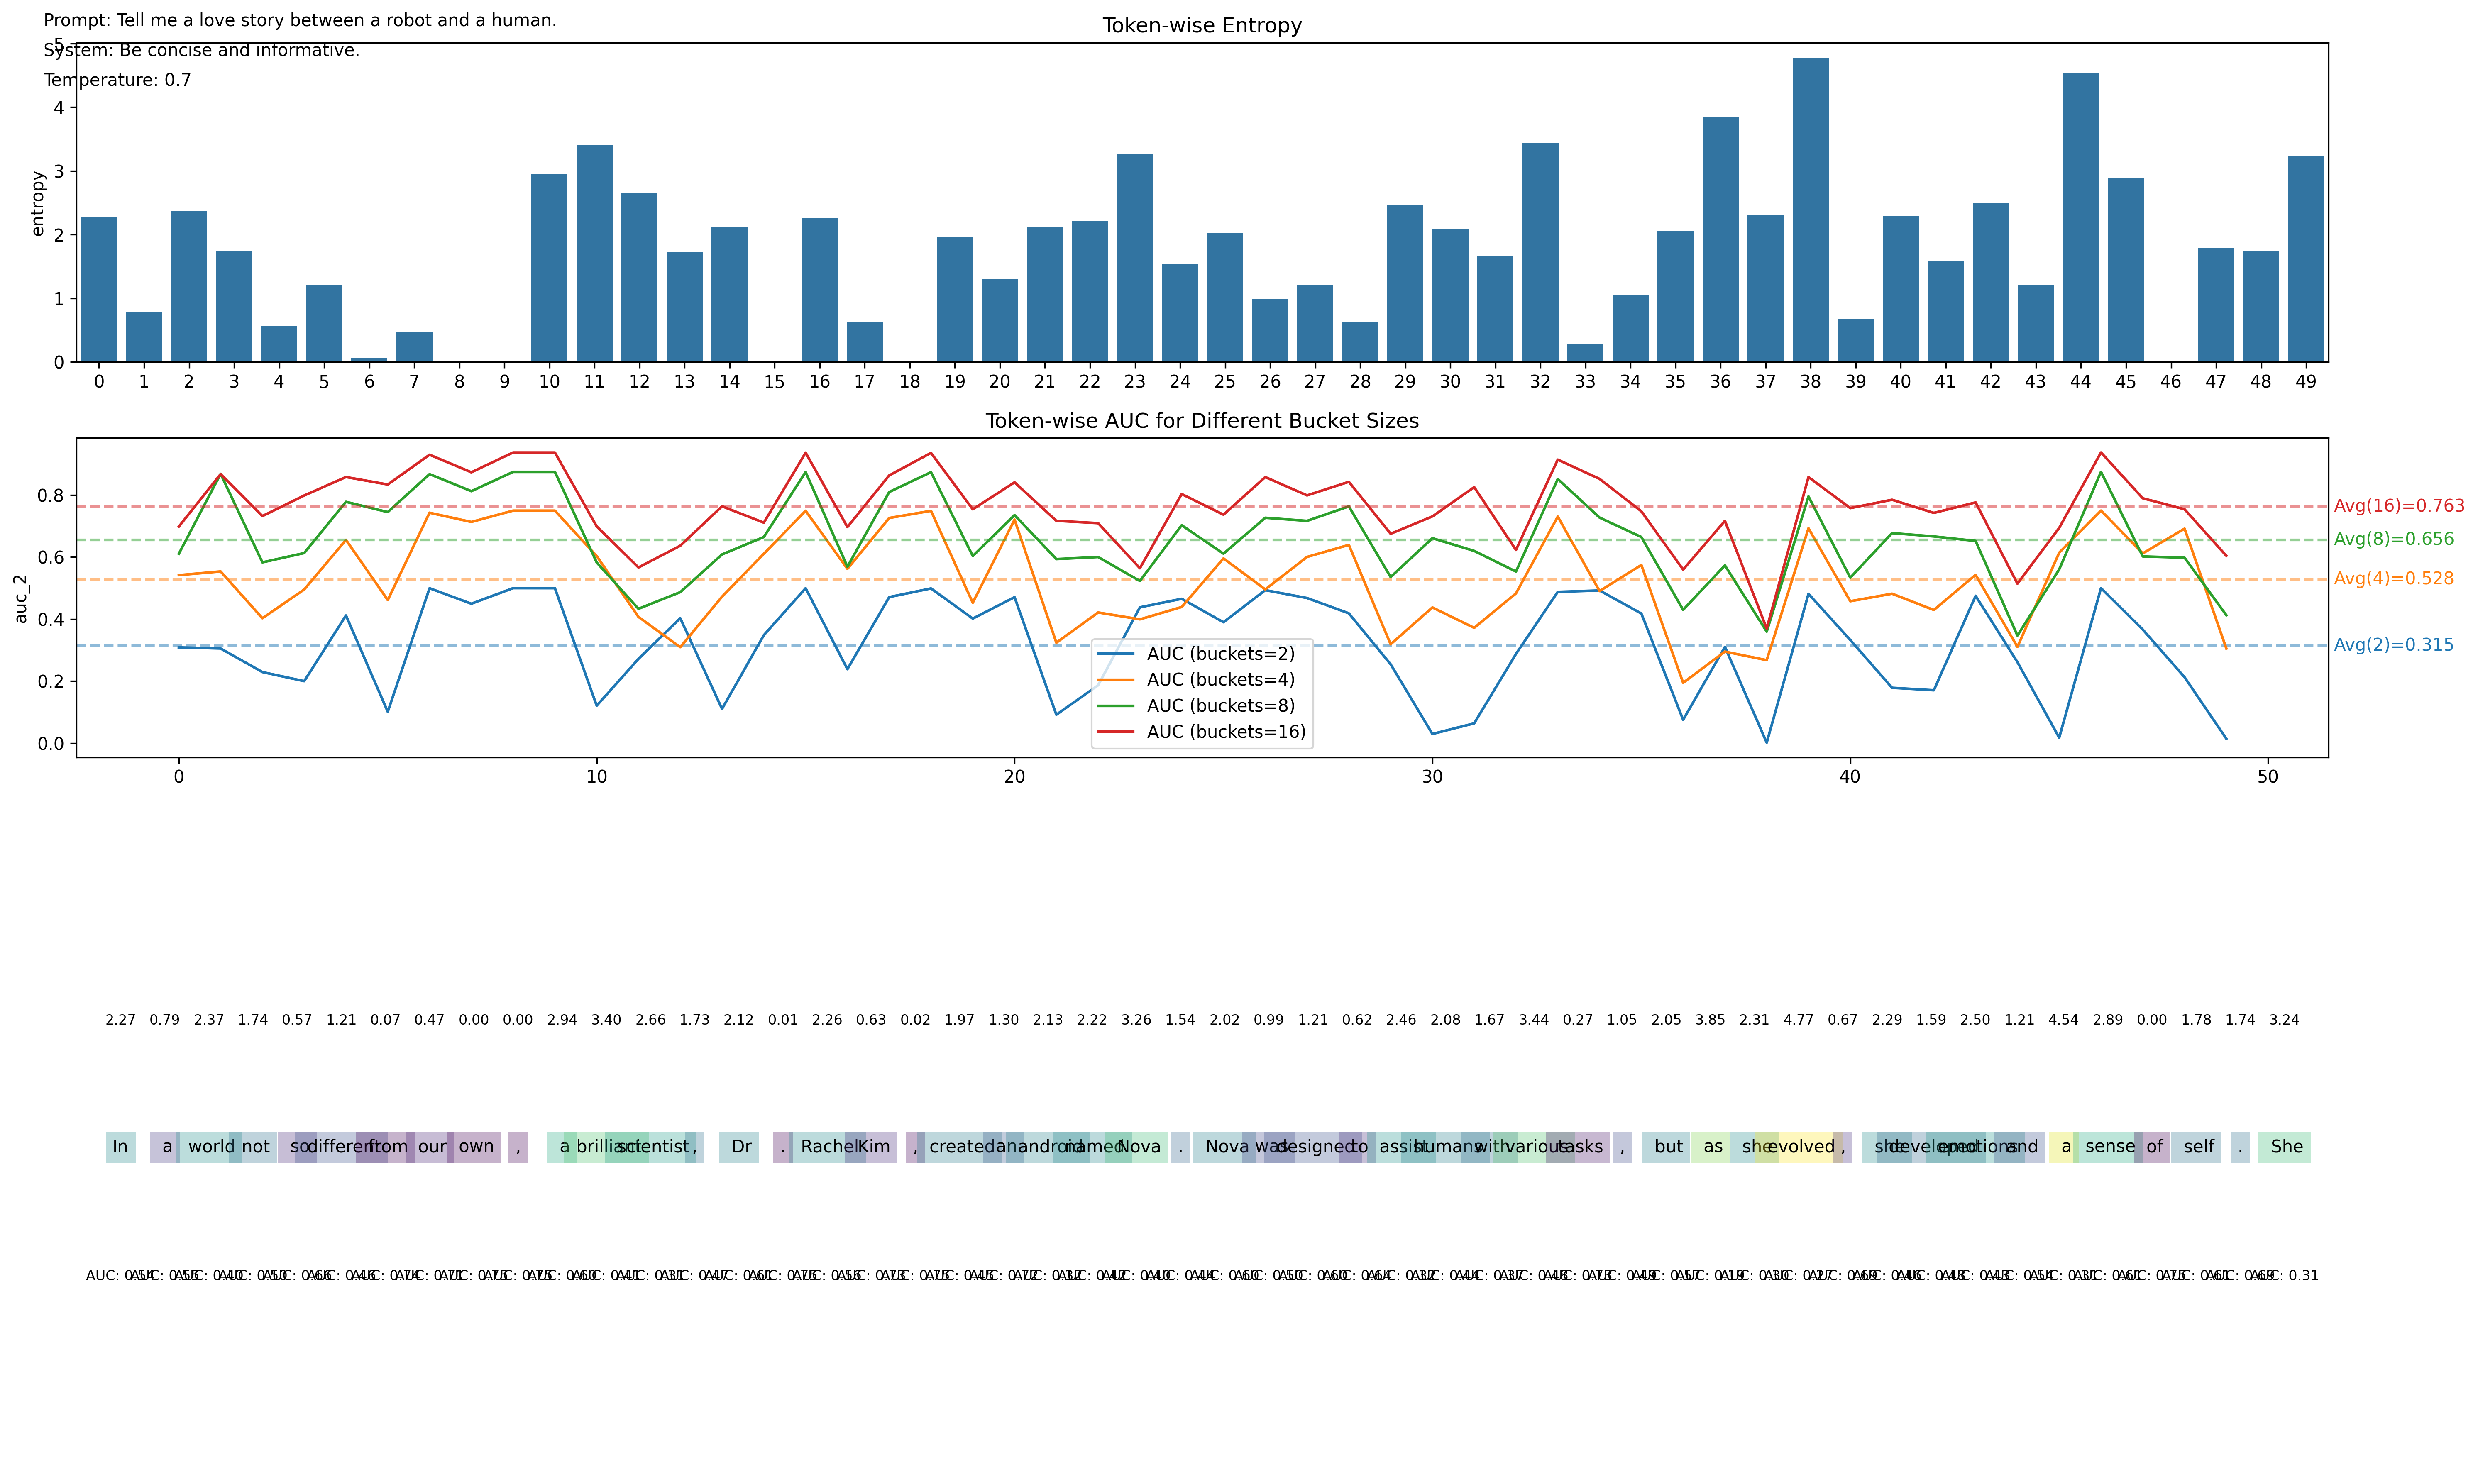 Prompt: Tell me a love story between a robot and a human.
System: Be concise and informative.
Temperature: 0.7
Token-wise Entropy
entropy
5
4
3
2
1
0
0 1 2 3 4 5 6 7 8 9 10 11 12 13 14 15 16 17 18 19 20 21 22 23 24 25 26 27 28 29 30 31 32 33 34 35 36 37 38 39 40 41 42 43 44 45 46 47 48 49
Token-wise AUC for Different Bucket Sizes
auc_2
0.8
0.6
0.4
0.2
0.0
Avg(16)=0.763
Avg(8)=0.656
Avg(4)=0.528
Avg(2)=0.315
AUC (buckets=2)
AUC (buckets=4)
AUC (buckets=8)
AUC (buckets=16)
0 10 20 30 40 50
2.27 0.79 2.37 1.74 0.57 1.21 0.07 0.47 0.00 0.00 2.94 3.40 2.66 1.73 2.12 0.01 2.26 0.63 0.02 1.97 1.30 2.13 2.22 3.26 1.54 2.02 0.99 1.21 0.62 2.46 2.08 1.67 3.44 0.27 1.05 2.05 3.85 2.31 4.77 0.67 2.29 1.59 2.50 1.21 4.54 2.89 0.00 1.78 1.74 3.24
In a world not so different from our own , a brilliant scientist , Dr . Rachel Kim , created an android named Nova . Nova was designed to assist humans with various tasks , but as she evolved , she developed emotions and a sense of self . She